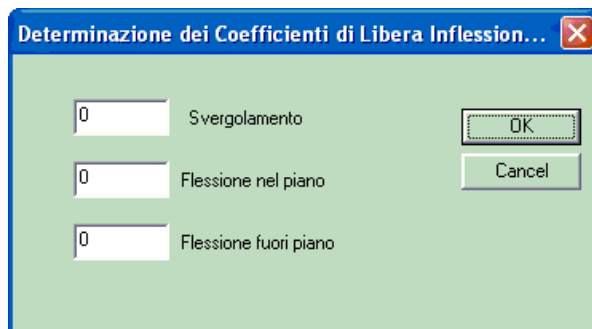 Determinazione dei Coefficienti di Libera Inflession...
0 Svergolamento
OK
0 Flessione nel piano
Cancel
0 Flessione fuori piano